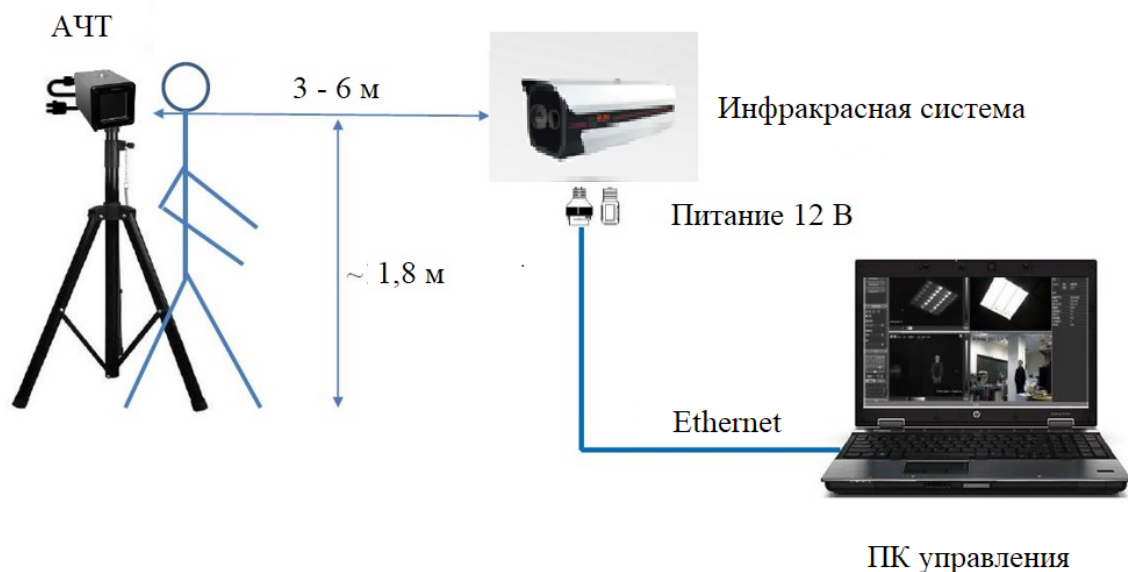 АЧТ
3 - 6 м
Инфракрасная система
Питание 12 В
~ 1,8 м
Ethernet
ПК управления